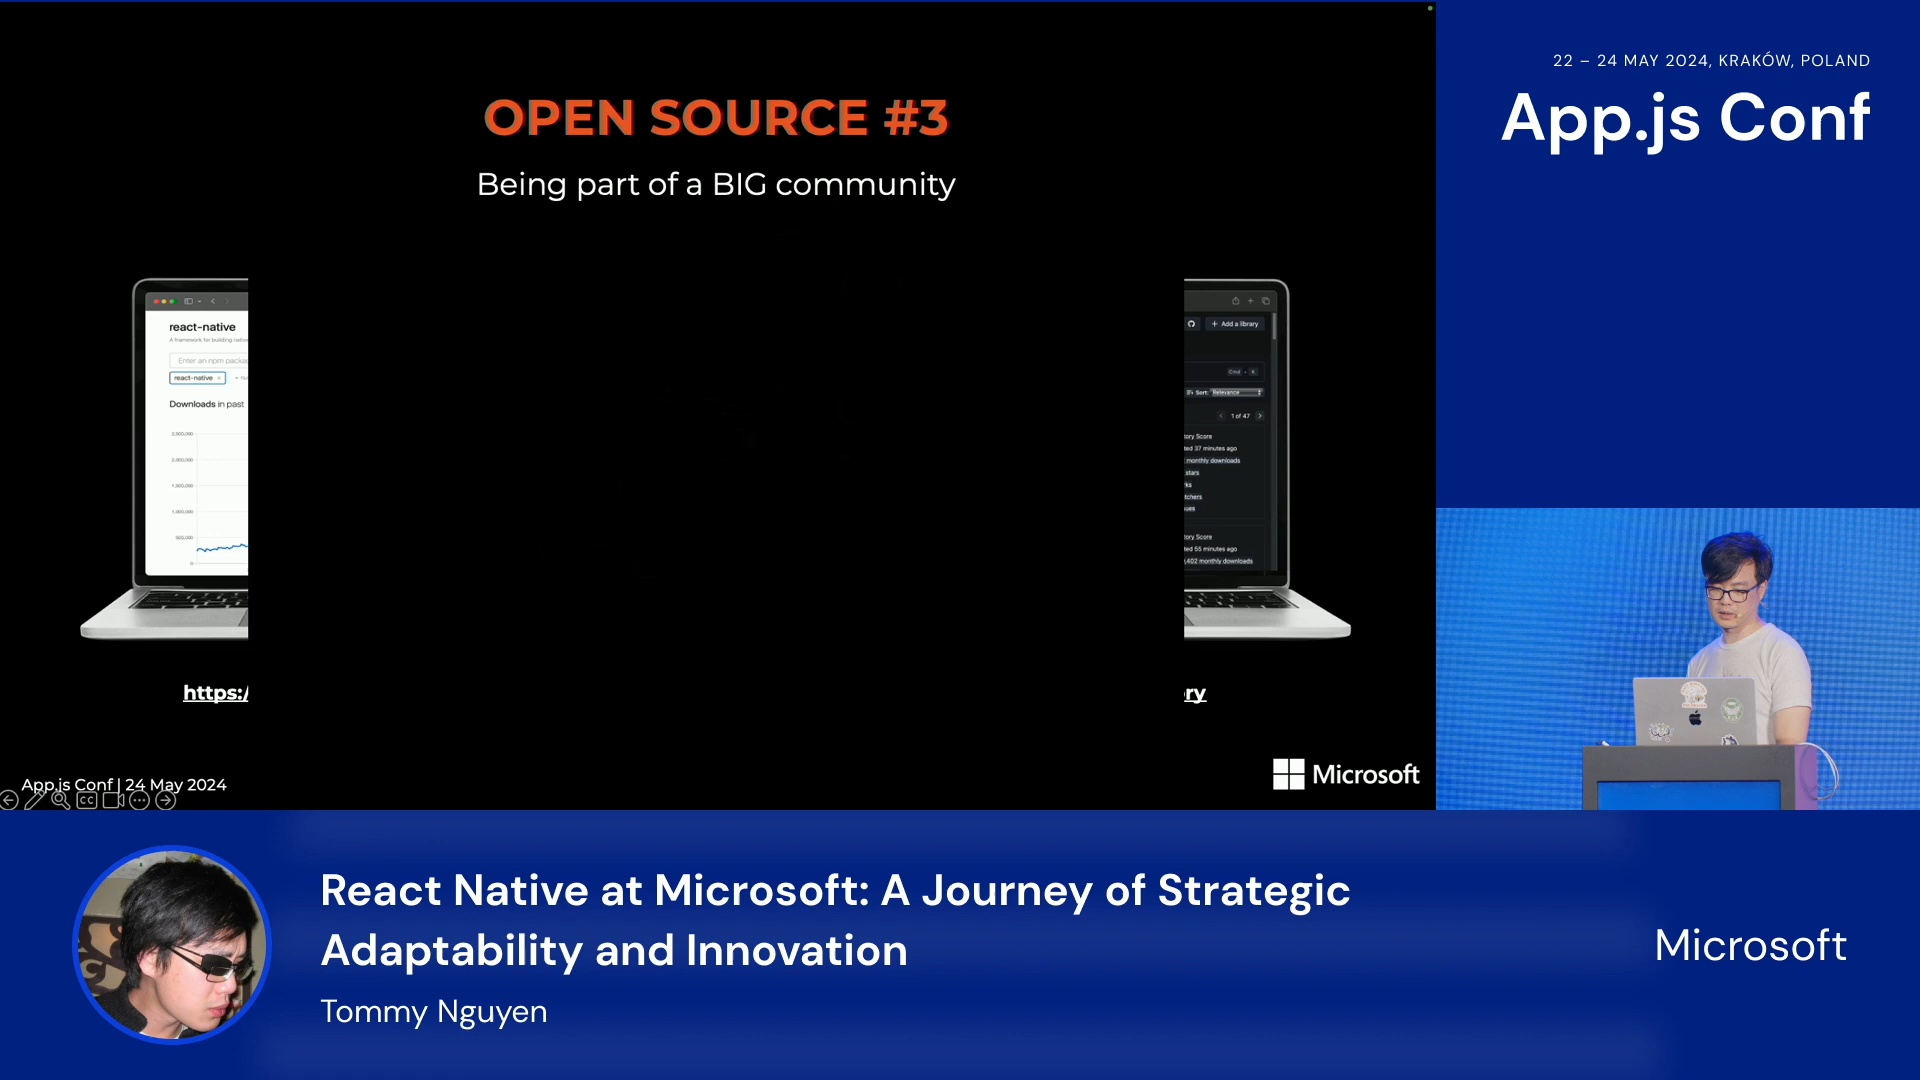 22 – 24 MAY 2024, KRAKÓW, POLAND
App.js Conf
OPEN SOURCE #3
Being part of a BIG community
react-native
A framework for building native
Enter an npm package
react-native ×
Downloads in past
2,500,000
2,000,000
1,500,000
1,000,000
500,000
0
+ Add a library
Cmd + K
Sort: Relevance
1 of 47
ory Score
ted 37 minutes ago
monthly downloads
stars
ks
tchers
ues
ory Score
ted 55 minutes ago
,402 monthly downloads
https:/
ory
App.js Conf | 24 May 2024
CC
Microsoft
React Native at Microsoft: A Journey of Strategic
Adaptability and Innovation
Tommy Nguyen
Microsoft